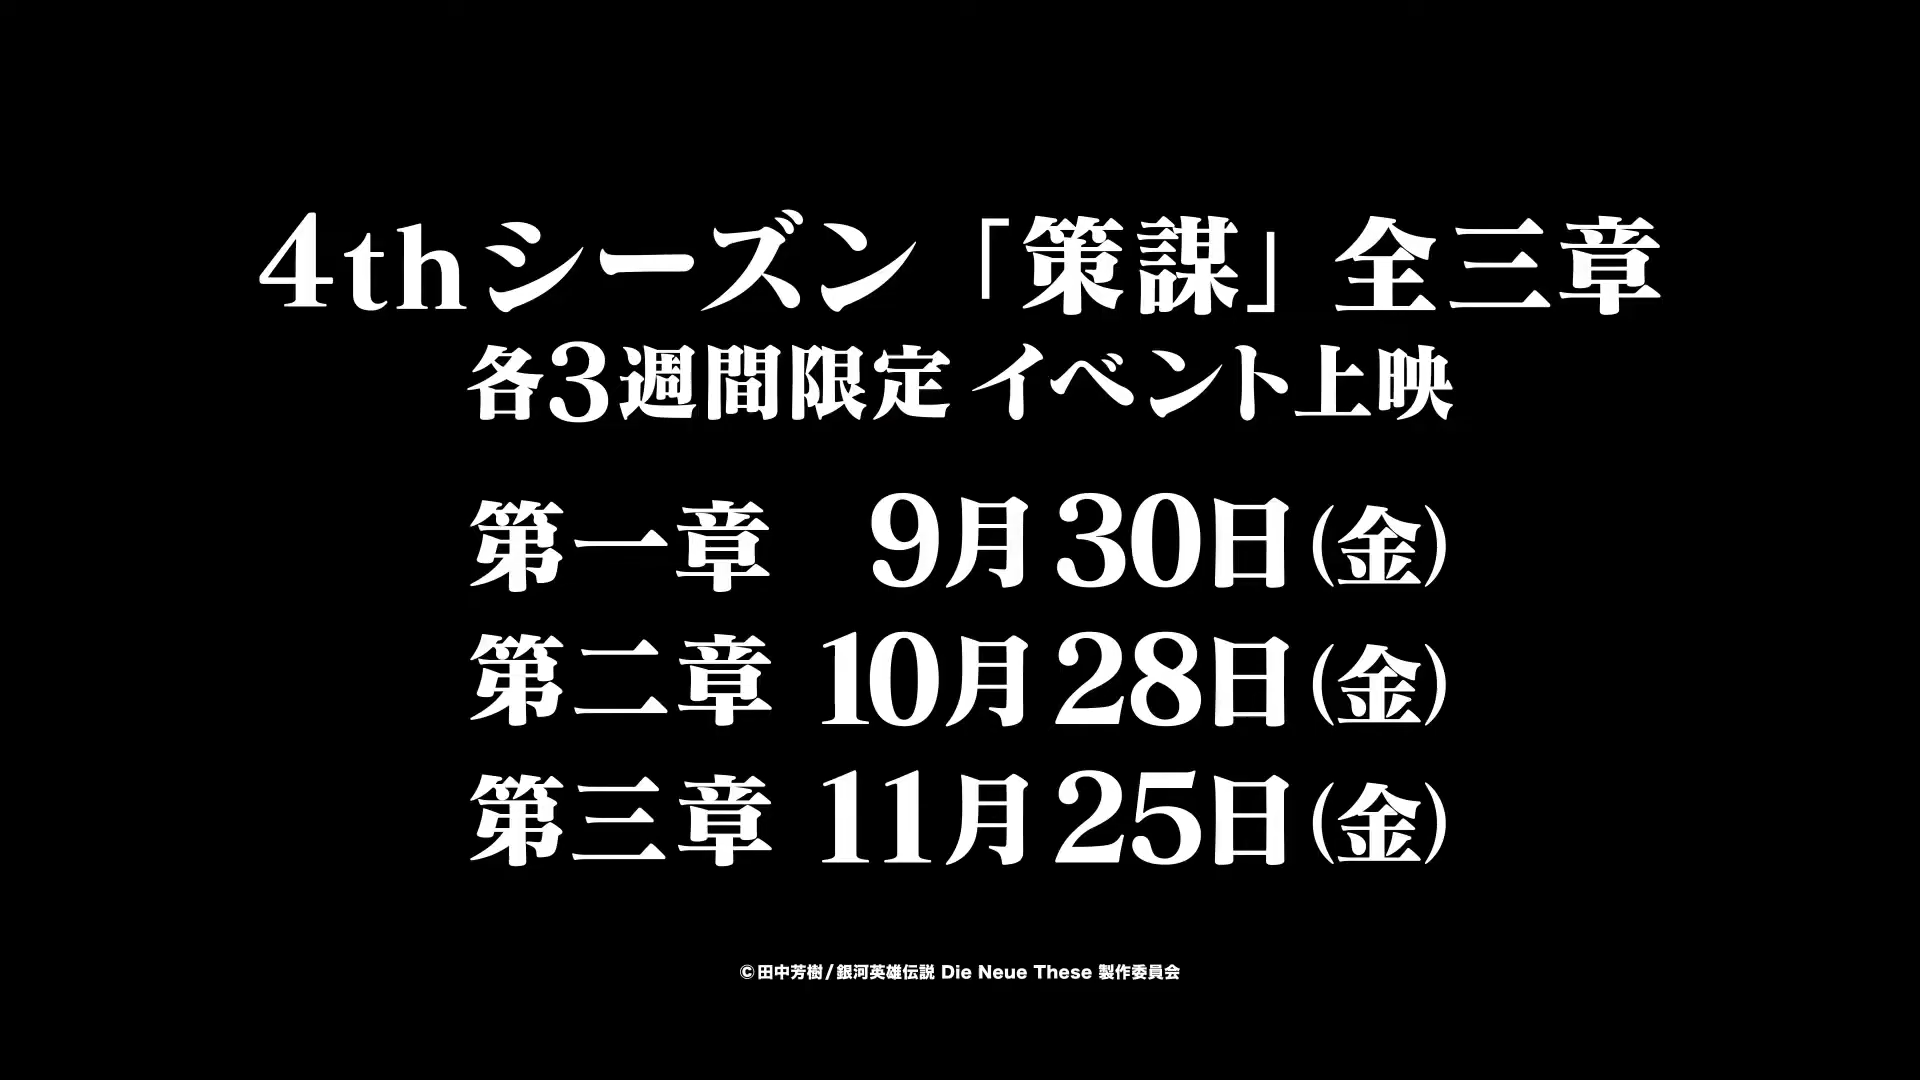 4thシーズン「策謀」全三章
各3週間限定 イベント上映
第一章 9月30日(金)
第二章 10月28日(金)
第三章 11月25日(金)
©田中芳樹/銀河英雄伝説 Die Neue These 製作委員会